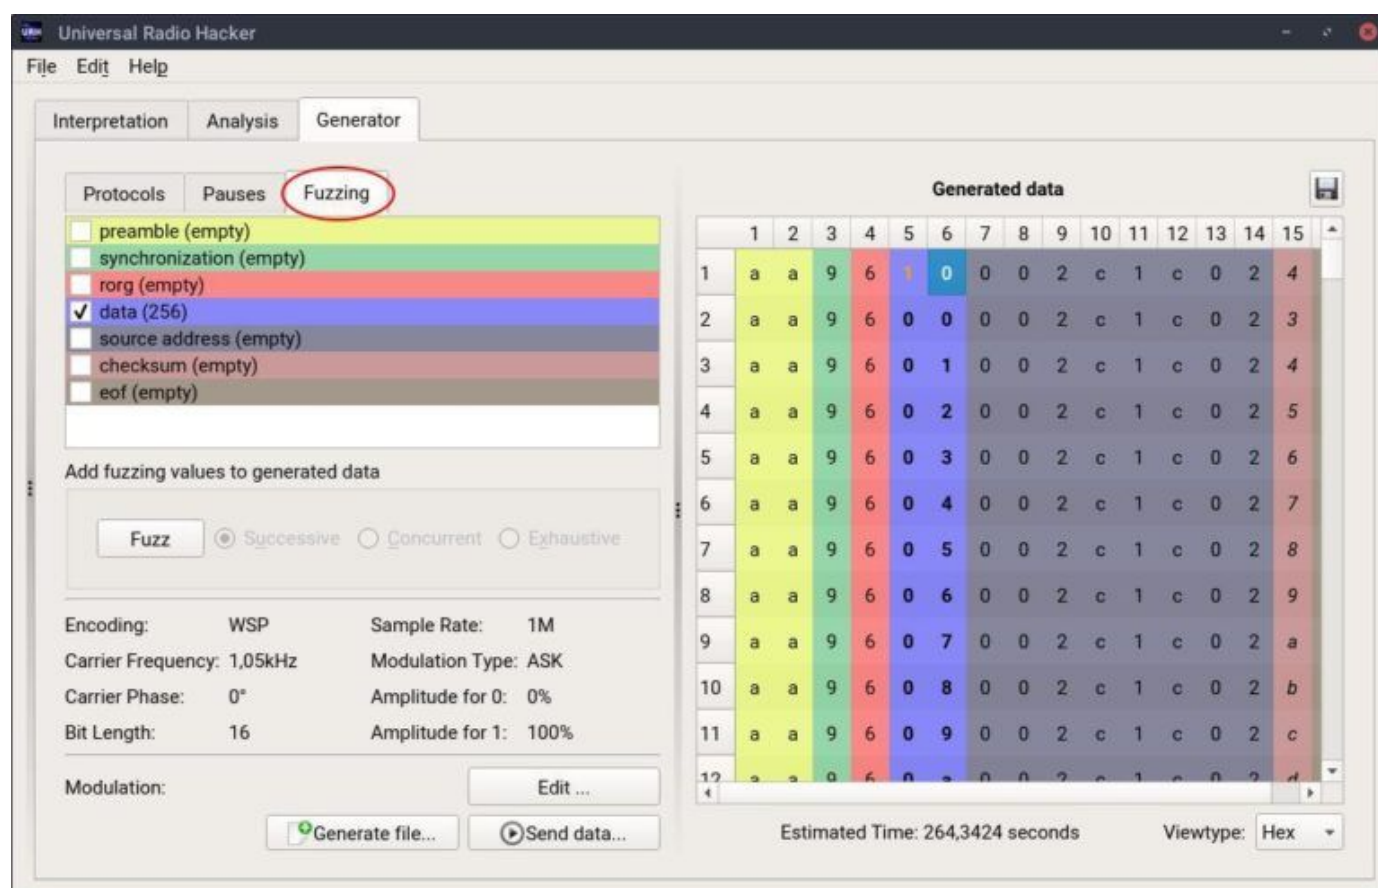 Universal Radio Hacker
File Edit Help
Interpretation Analysis Generator
Protocols Pauses Fuzzing
preamble (empty)
synchronization (empty)
rorg (empty)
data (256)
source address (empty)
checksum (empty)
eof (empty)
Add fuzzing values to generated data
Fuzz Successive Concurrent Exhaustive
Encoding: WSP Sample Rate: 1M
Carrier Frequency: 1,05kHz Modulation Type: ASK
Carrier Phase: 0° Amplitude for 0: 0%
Bit Length: 16 Amplitude for 1: 100%
Modulation: Edit ...
Generate file... Send data...
Generated data
1 2 3 4 5 6 7 8 9 10 11 12 13 14 15
1 a a 9 6 1 0 0 0 2 c 1 c 0 2 4
2 a a 9 6 0 0 0 0 2 c 1 c 0 2 3
3 a a 9 6 0 1 0 0 2 c 1 c 0 2 4
4 a a 9 6 0 2 0 0 2 c 1 c 0 2 5
5 a a 9 6 0 3 0 0 2 c 1 c 0 2 6
6 a a 9 6 0 4 0 0 2 c 1 c 0 2 7
7 a a 9 6 0 5 0 0 2 c 1 c 0 2 8
8 a a 9 6 0 6 0 0 2 c 1 c 0 2 9
9 a a 9 6 0 7 0 0 2 c 1 c 0 2 a
10 a a 9 6 0 8 0 0 2 c 1 c 0 2 b
11 a a 9 6 0 9 0 0 2 c 1 c 0 2 c
12 a a 9 6 0 a 0 0 2 c 1 c 0 2 d
Estimated Time: 264,3424 seconds Viewtype: Hex